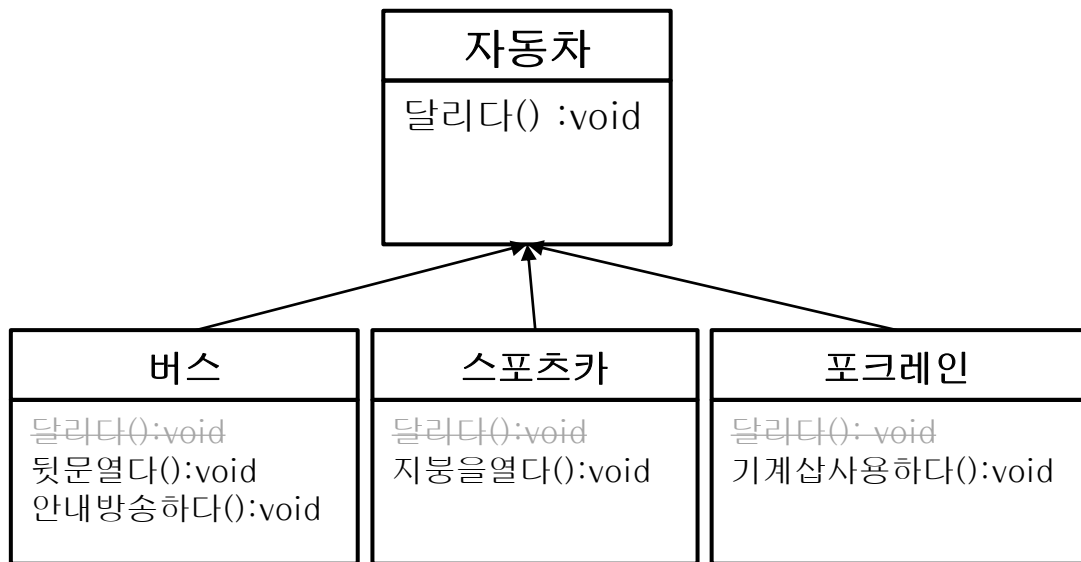 자동차
달리다() :void
버스
달리다():void
뒷문열다():void
안내방송하다():void
스포츠카
달리다():void
지붕을열다():void
포크레인
달리다(): void
기계삽사용하다():void